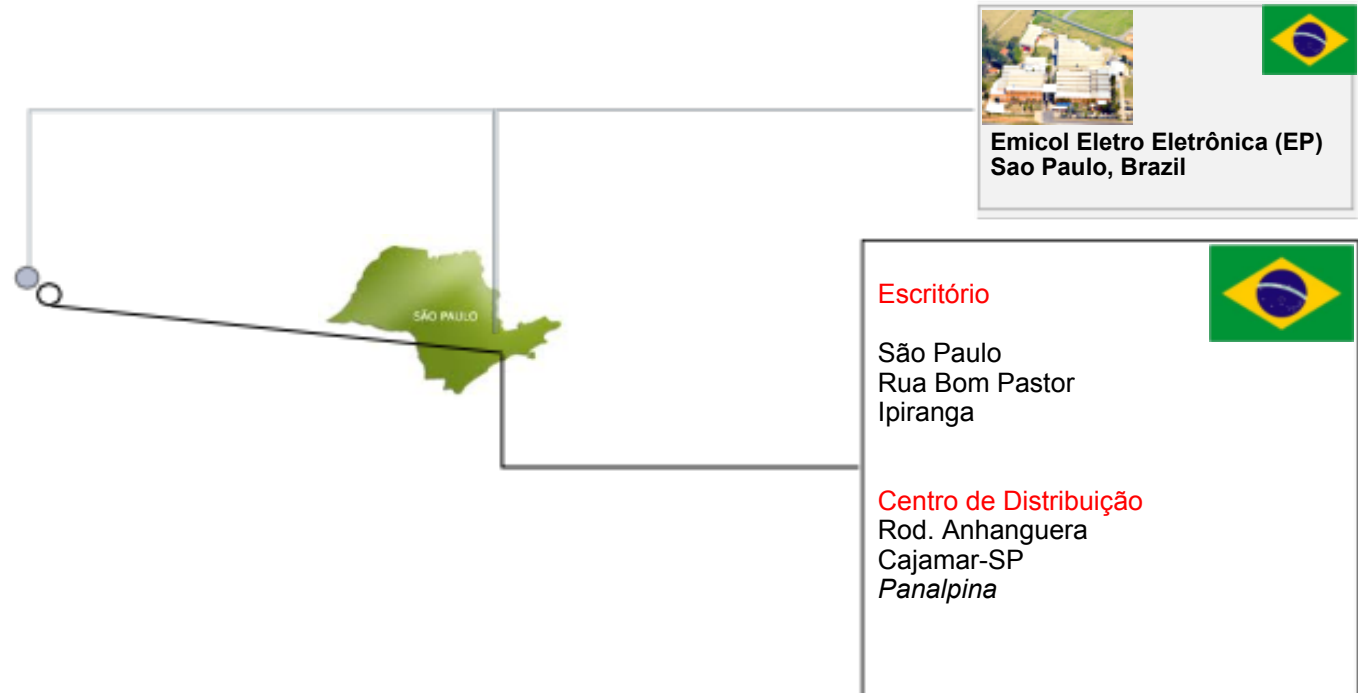 Emicol Eletro Eletrônica (EP)
Sao Paulo, Brazil
SÃO PAULO
Escritório
São Paulo
Rua Bom Pastor
Ipiranga
Centro de Distribuição
Rod. Anhanguera
Cajamar-SP
Panalpina